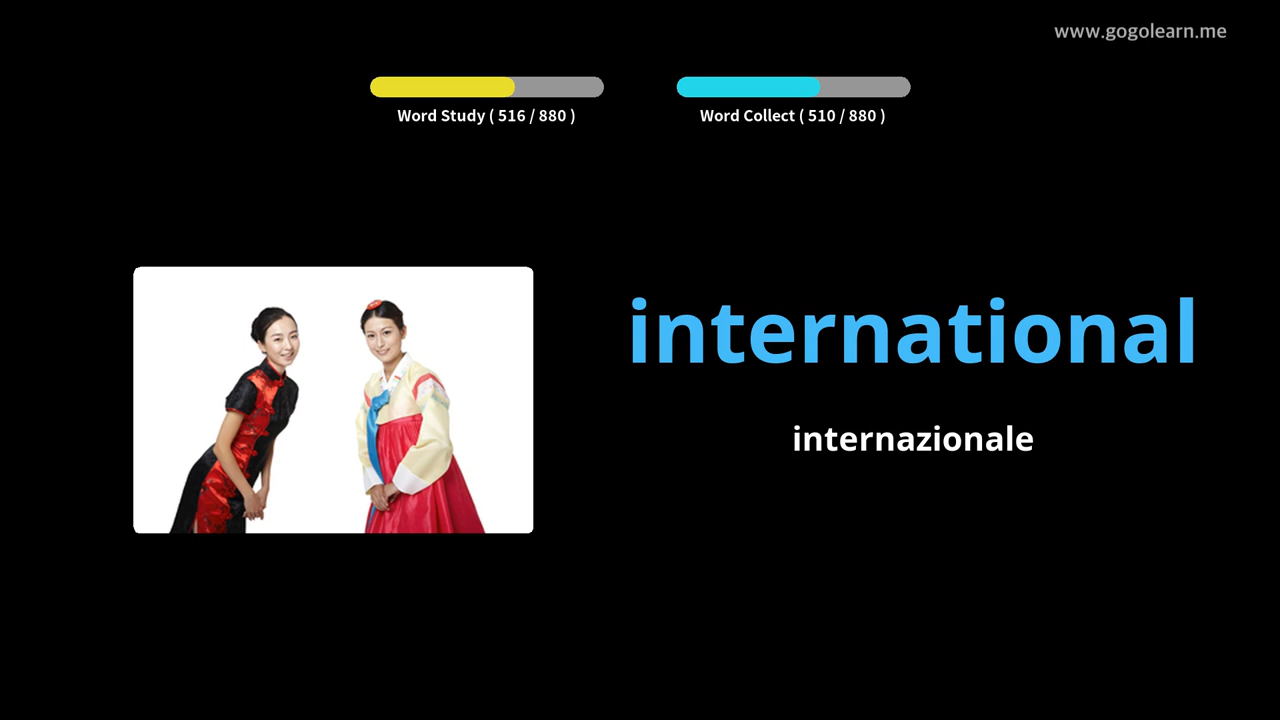 www.gogolearn.me
Word Study ( 516 / 880 )
Word Collect ( 510 / 880 )
international
internazionale